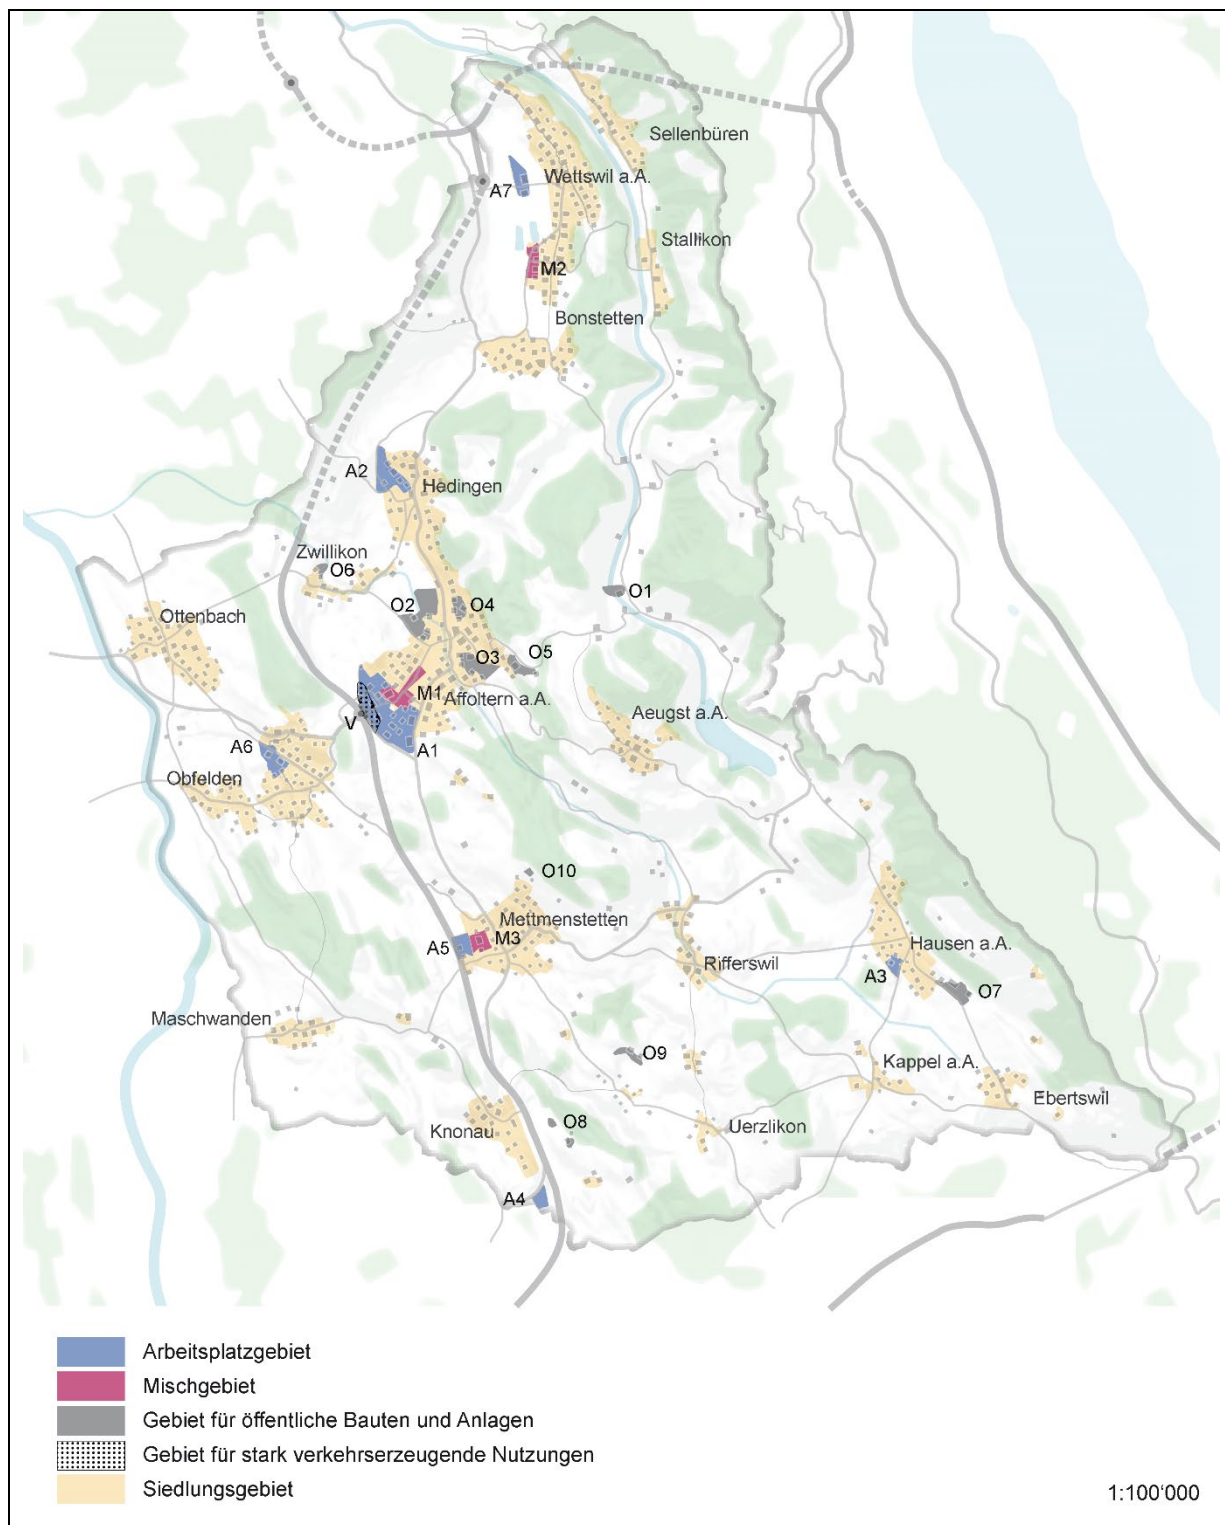 Sellenbüren
Wettswil a.A.
A7
Stallikon
M2
Bonstetten
A2
Hedingen
Zwillikon
O6
O1
O2
O4
Ottenbach
O3
O5
M1
Affoltern a.A.
Aeugst a.A.
V
A6
A1
Obfelden
O10
Mettmenstetten
A5
M3
Hausen a.A.
Rifferswil
A3
O7
Maschwanden
O9
Kappel a.A.
Ebertswil
O8
Knonau
Uerzlikon
A4
Arbeitsplatzgebiet
Mischgebiet
Gebiet für öffentliche Bauten und Anlagen
Gebiet für stark verkehrserzeugende Nutzungen
Siedlungsgebiet
1:100'000